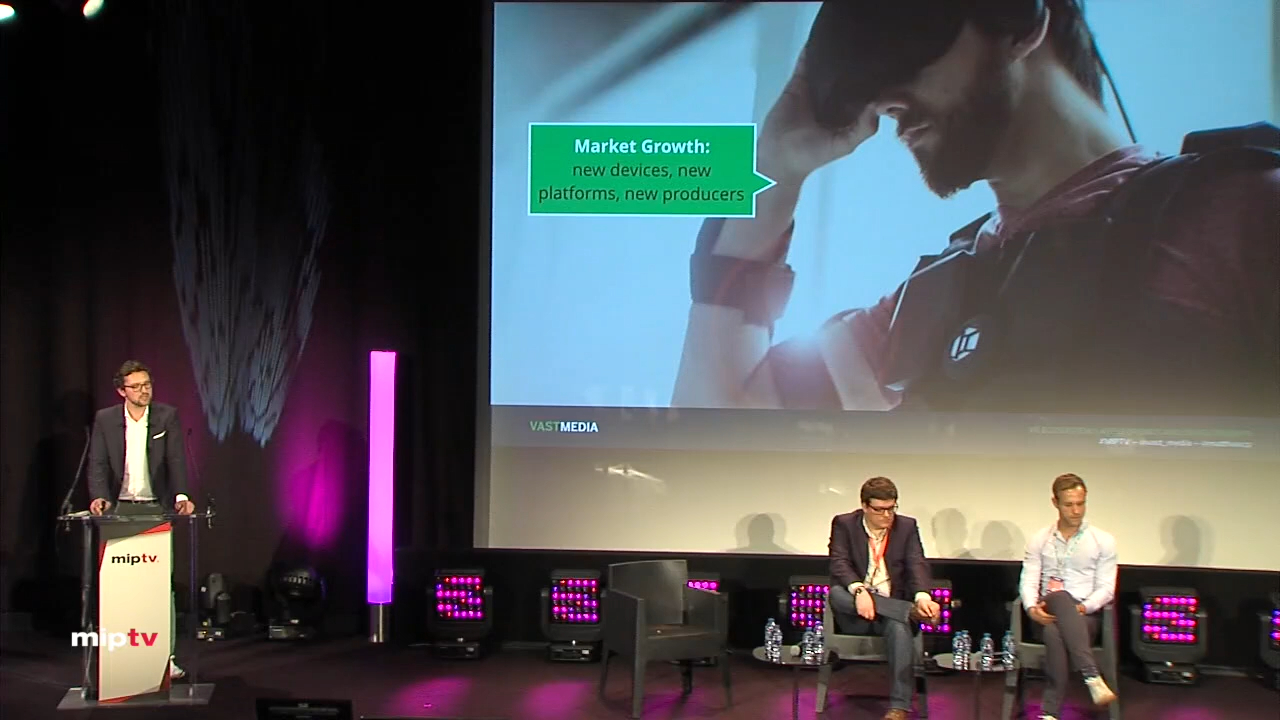 Market Growth:
new devices, new
platforms, new producers
VASTMEDIA
miptv.
miptv